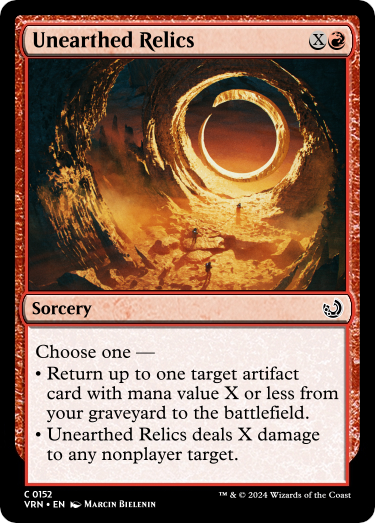 Unearthed Relics X
Sorcery
Choose one —
• Return up to one target artifact
card with mana value X or less from
your graveyard to the battlefield.
• Unearthed Relics deals X damage
to any nonplayer target.
C 0152
VRN • EN Marcin Bielenin
™ & © 2024 Wizards of the Coast